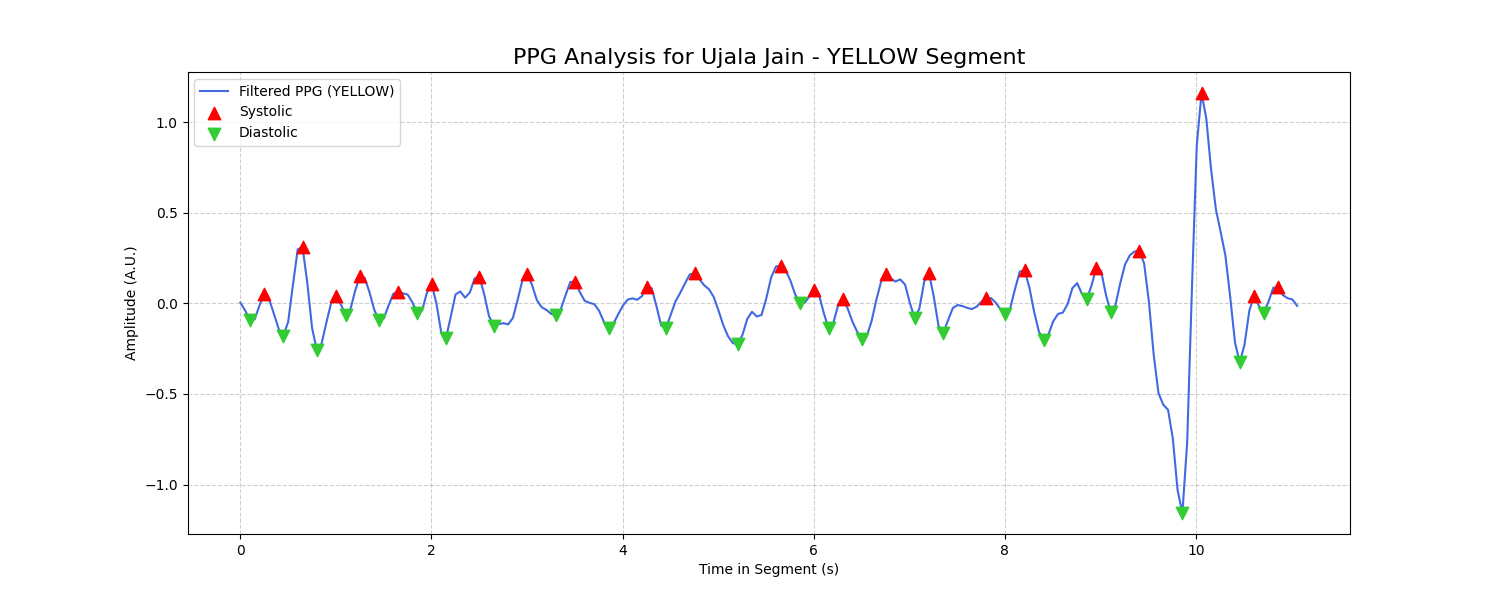 PPG Analysis for Ujala Jain - YELLOW Segment
Filtered PPG (YELLOW)
Systolic
Diastolic
Amplitude (A.U.)
1.0
0.5
0.0
−0.5
−1.0
0 2 4 6 8 10
Time in Segment (s)